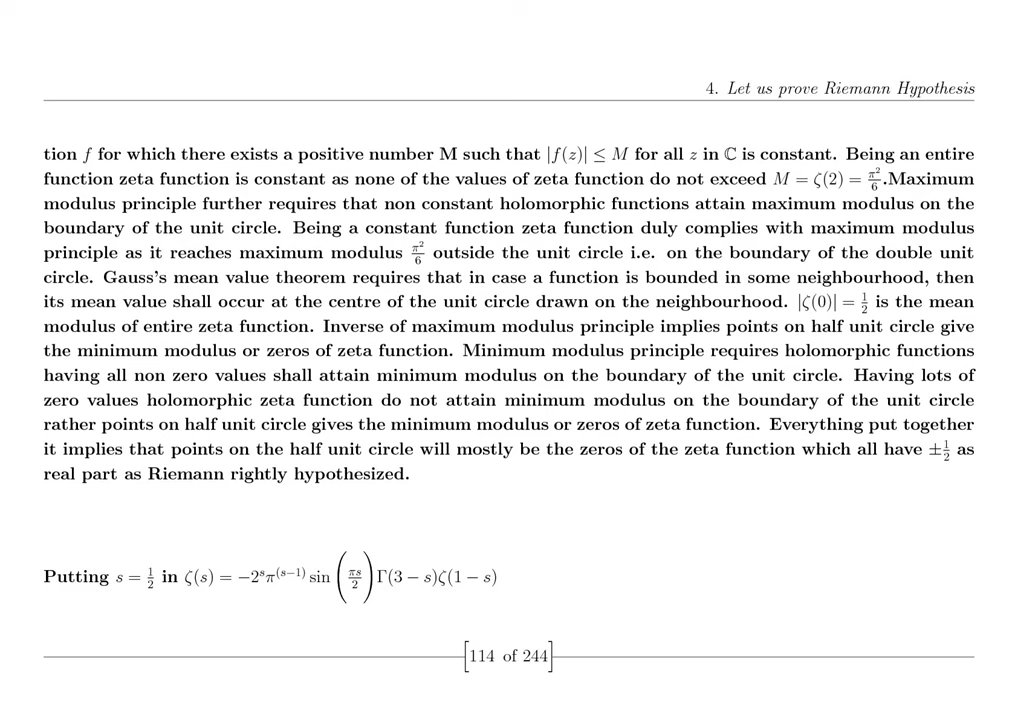 4. Let us prove Riemann Hypothesis
tion f for which there exists a positive number M such that |f(z)| ≤ M for all z in ℂ is constant. Being an entire
function zeta function is constant as none of the values of zeta function do not exceed M = ζ(2) = π²/6.Maximum
modulus principle further requires that non constant holomorphic functions attain maximum modulus on the
boundary of the unit circle. Being a constant function zeta function duly complies with maximum modulus
principle as it reaches maximum modulus π²/6 outside the unit circle i.e. on the boundary of the double unit
circle. Gauss's mean value theorem requires that in case a function is bounded in some neighbourhood, then
its mean value shall occur at the centre of the unit circle drawn on the neighbourhood. |ζ(0)| = 1/2 is the mean
modulus of entire zeta function. Inverse of maximum modulus principle implies points on half unit circle give
the minimum modulus or zeros of zeta function. Minimum modulus principle requires holomorphic functions
having all non zero values shall attain minimum modulus on the boundary of the unit circle. Having lots of
zero values holomorphic zeta function do not attain minimum modulus on the boundary of the unit circle
rather points on half unit circle gives the minimum modulus or zeros of zeta function. Everything put together
it implies that points on the half unit circle will mostly be the zeros of the zeta function which all have ±1/2 as
real part as Riemann rightly hypothesized.
Putting s = 1/2 in ζ(s) = −2^s π^(s−1) sin(πs/2)Γ(3 − s)ζ(1 − s)
[114 of 244]